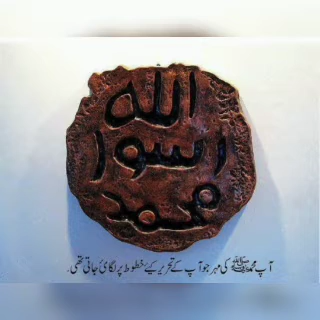 الله
رسول
محمد
آپ محمد ﷺ کی مہر جو آپ کے تحریر کیے خطوط پر لگائی جاتی تھی۔